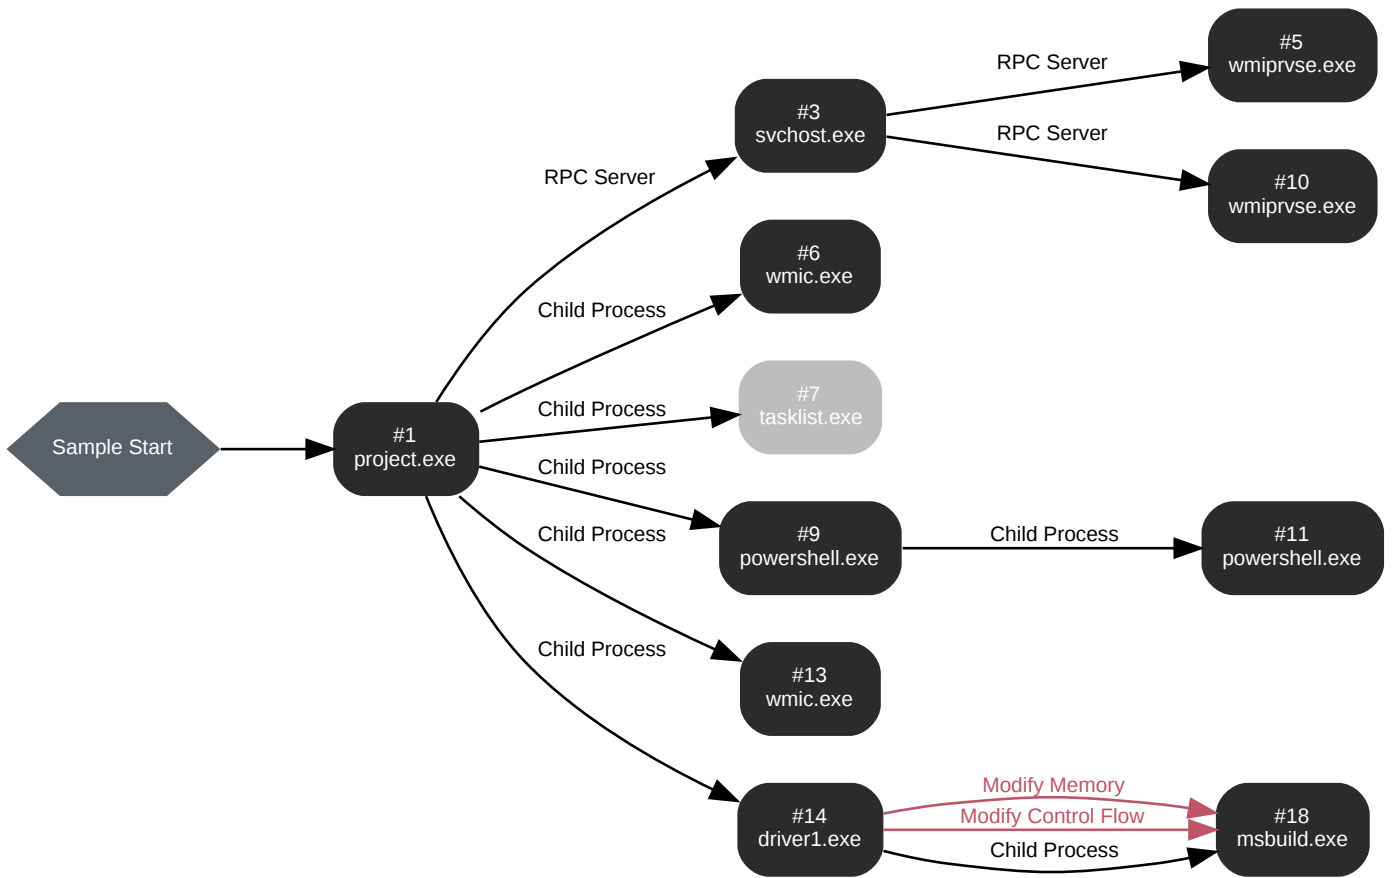 #5
wmiprvse.exe
RPC Server
#3
svchost.exe
RPC Server
#10
wmiprvse.exe
RPC Server
#6
wmic.exe
Child Process
#7
tasklist.exe
Child Process
Sample Start
#1
project.exe
Child Process
#9
powershell.exe
Child Process
#11
powershell.exe
Child Process
#13
wmic.exe
Child Process
#14
driver1.exe
Modify Memory
Modify Control Flow
Child Process
#18
msbuild.exe